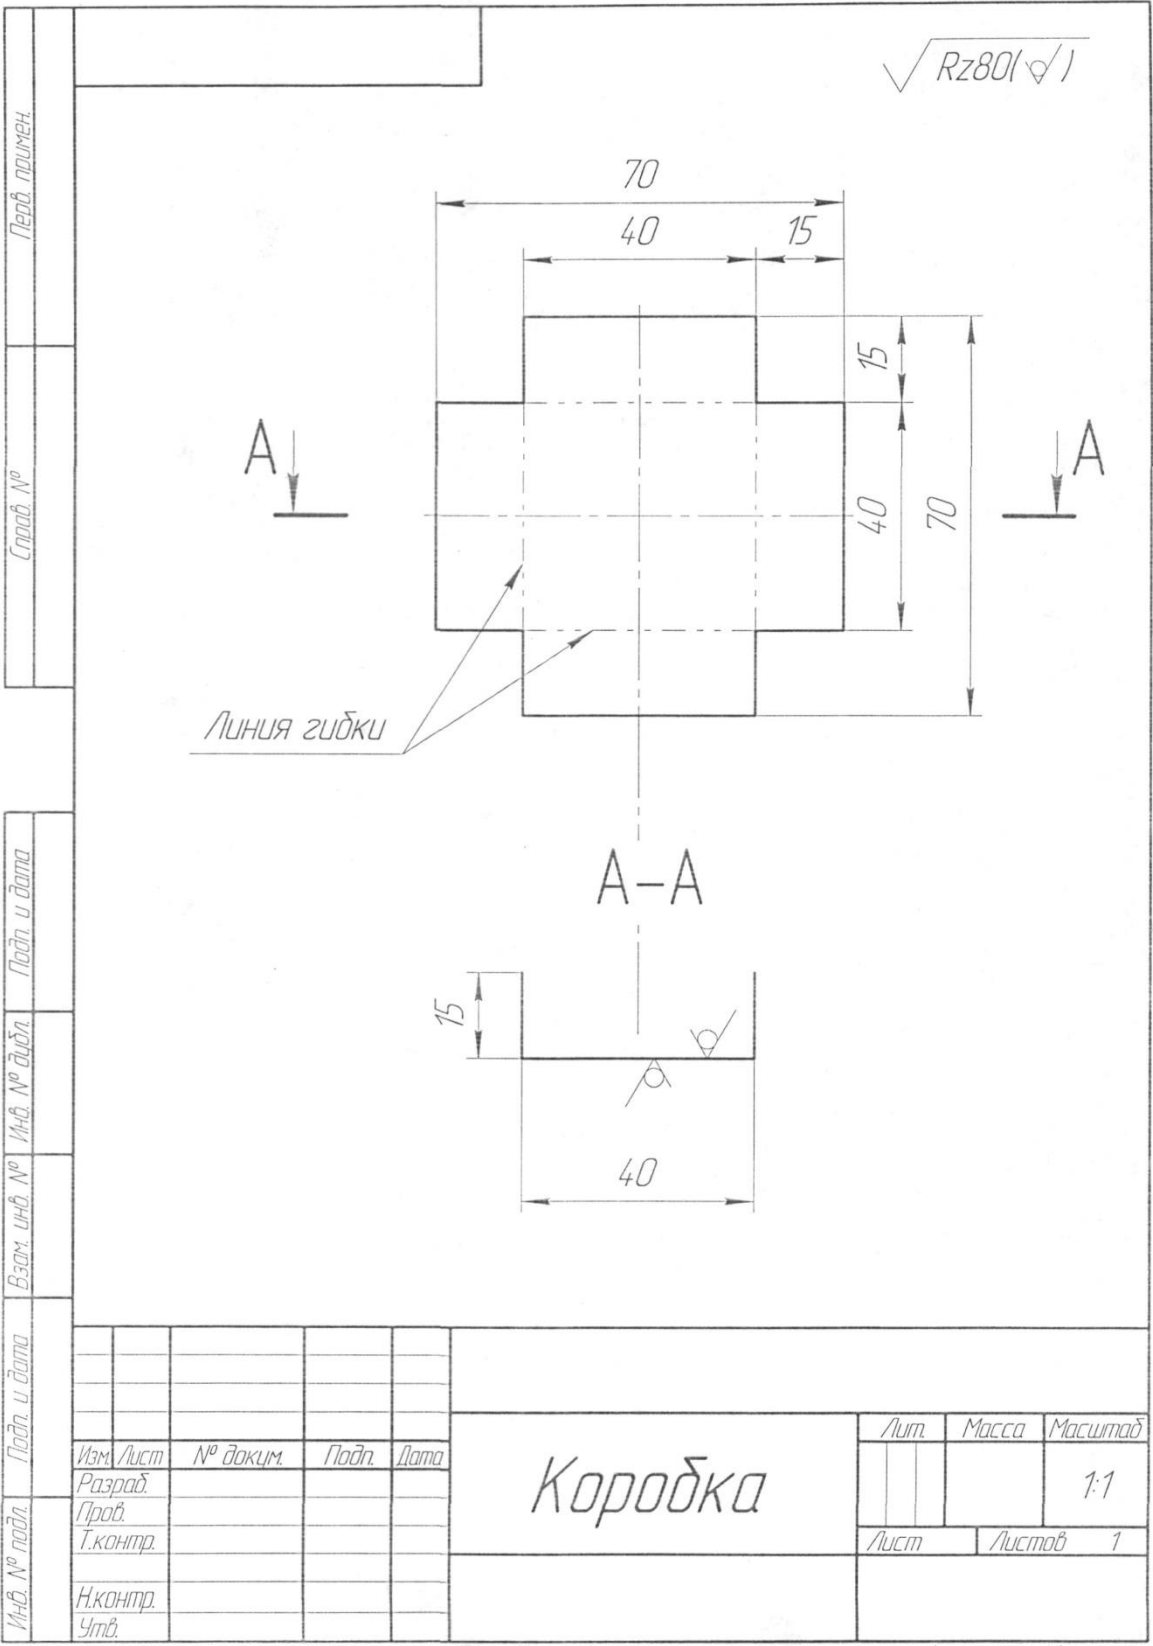 Rz80( )
Перв. примен.
Справ. №
70
40
15
15
40
70
А
А
Линия гибки
А-А
15
40
Подп. и дата
Инв. № дубл.
Взам. инв. №
Подп. и дата
Инв. № подл.
Изм. Лист № докум. Подп. Дата
Разраб.
Пров.
Т.контр.
Н.контр.
Утв.
Коробка
Лит. Масса Масштаб
1:1
Лист Листов 1